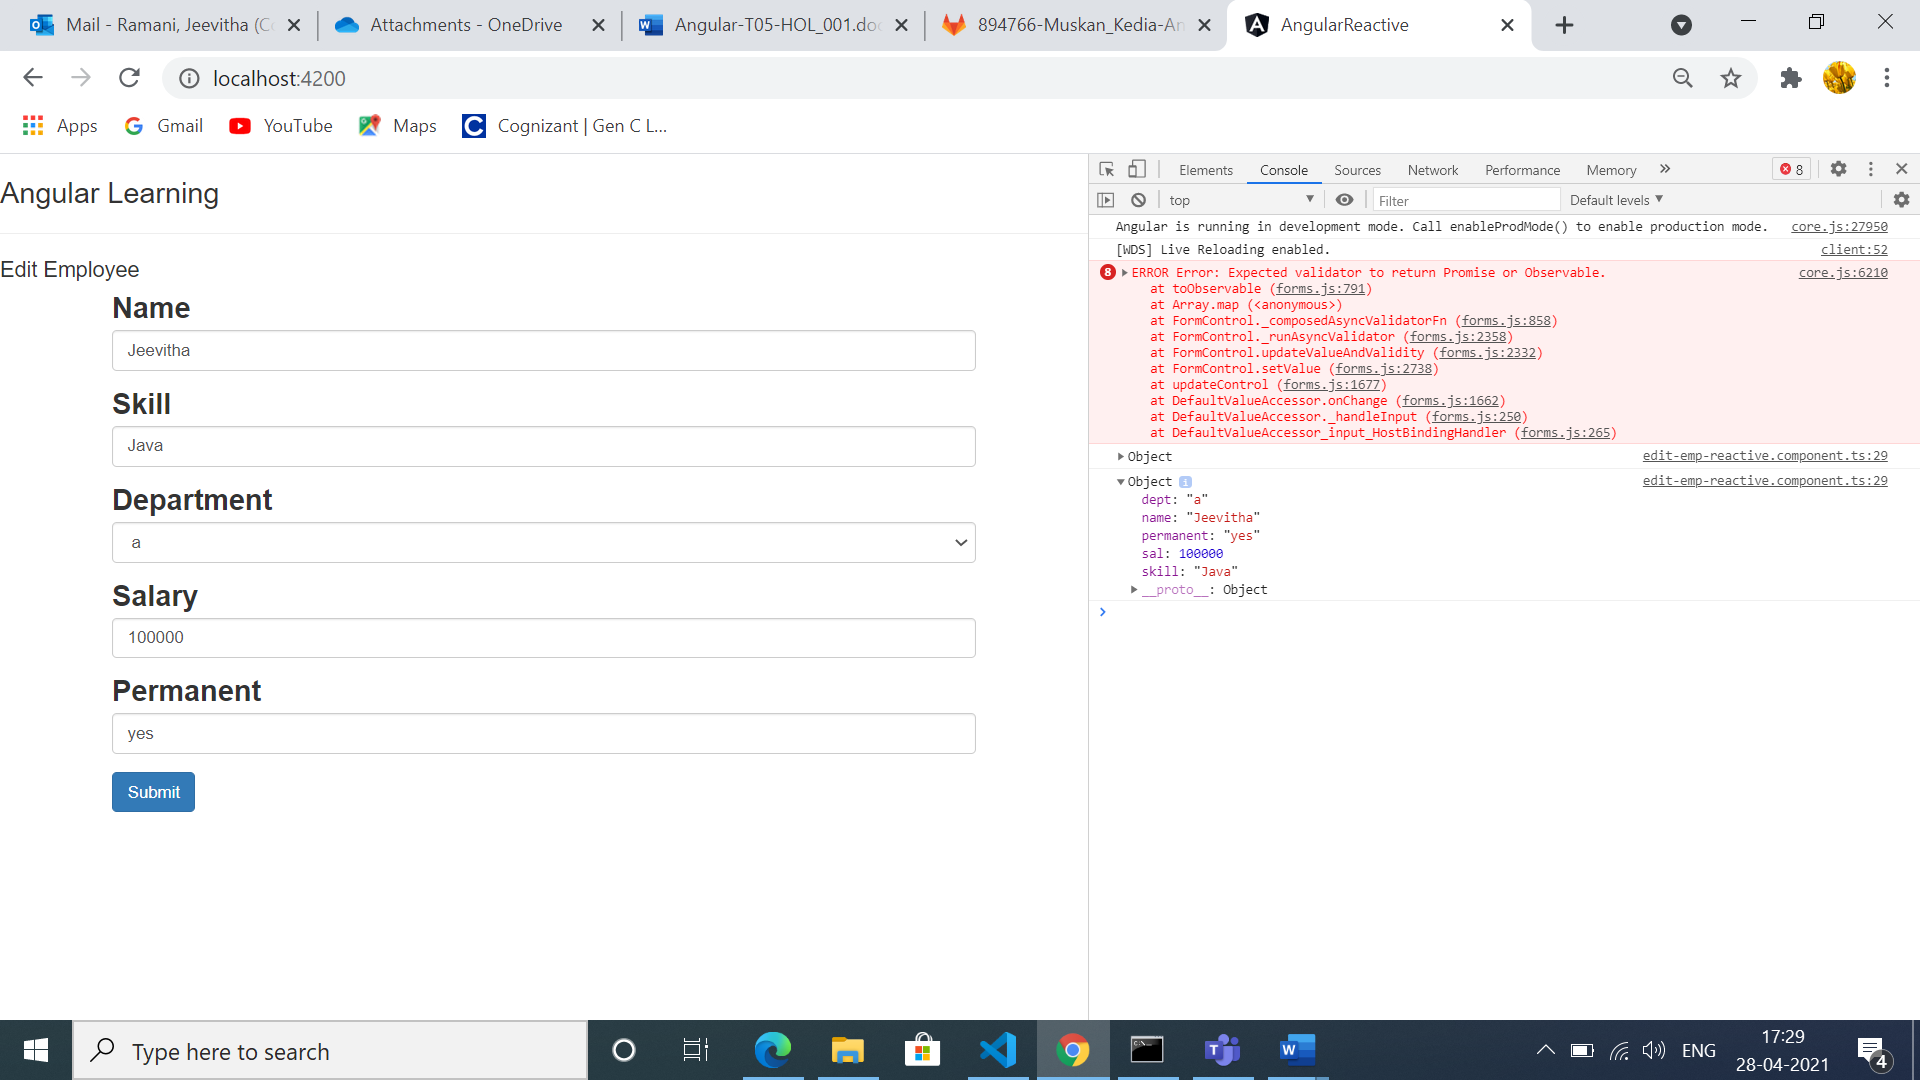 Mail - Ramani, Jeevitha (Co
Attachments - OneDrive
Angular-T05-HOL_001.doc
894766-Muskan_Kedia-An
AngularReactive
localhost:4200
Apps
Gmail
YouTube
Maps
Cognizant | Gen C L...
Angular Learning
Edit Employee
Name
Jeevitha
Skill
Java
Department
a
Salary
100000
Permanent
yes
Submit
Elements Console Sources Network Performance Memory » 8
top Filter Default levels
Angular is running in development mode. Call enableProdMode() to enable production mode. core.js:27950
[WDS] Live Reloading enabled. client:52
8 ERROR Error: Expected validator to return Promise or Observable. core.js:6210
at toObservable (forms.js:791)
at Array.map (<anonymous>)
at FormControl._composedAsyncValidatorFn (forms.js:858)
at FormControl._runAsyncValidator (forms.js:2358)
at FormControl.updateValueAndValidity (forms.js:2332)
at FormControl.setValue (forms.js:2738)
at updateControl (forms.js:1677)
at DefaultValueAccessor.onChange (forms.js:1662)
at DefaultValueAccessor._handleInput (forms.js:250)
at DefaultValueAccessor_input_HostBindingHandler (forms.js:265)
Object edit-emp-reactive.component.ts:29
Object i edit-emp-reactive.component.ts:29
dept: "a"
name: "Jeevitha"
permanent: "yes"
sal: 100000
skill: "Java"
__proto__: Object
Type here to search
ENG
17:29
28-04-2021
4